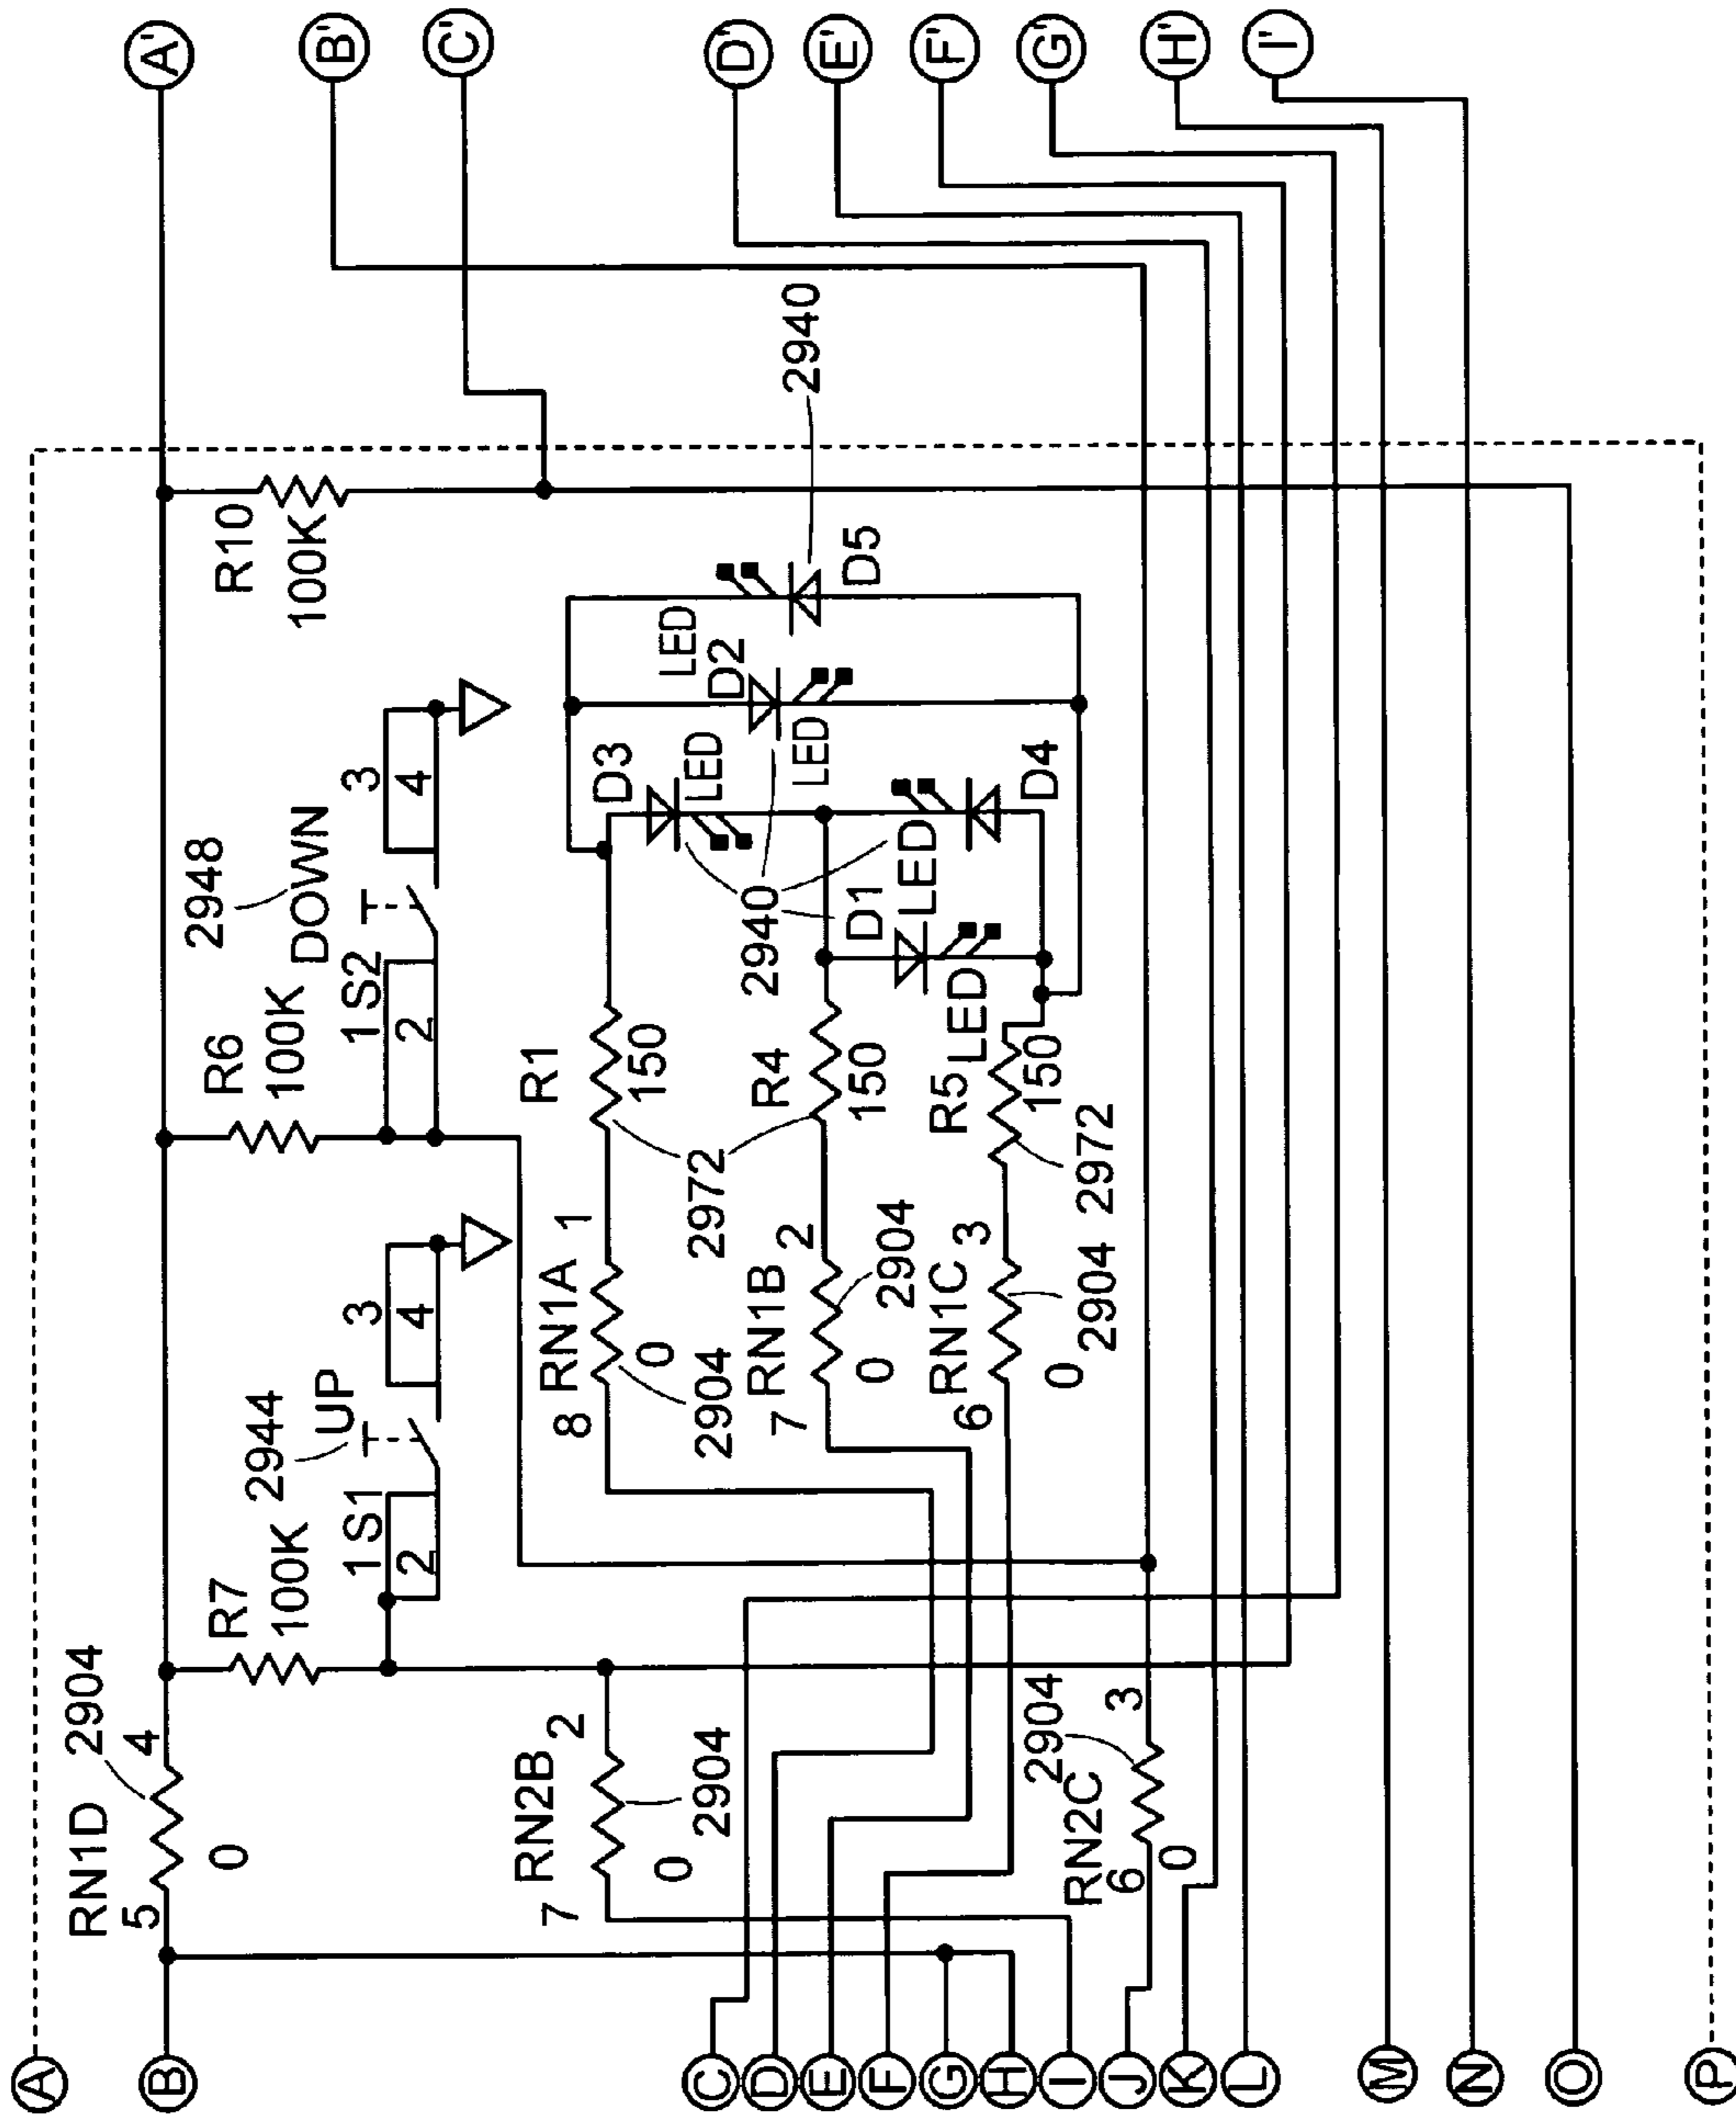 A
B
C
D
E
F
G
H
I
J
K
L
M
N
O
P
A'
B'
C'
D'
E'
F'
G'
H'
I'
RN1D
2904
5
4
0
R7
100K
2944
UP
1S1
2
3
4
R6
100K
2948
DOWN
1S2
2
3
4
R10
100K
RN2B
7
2
0
2904
8
RN1A
1
0
2904
R1
150
2972
7
RN1B
2
0
2904
R4
150
6
RN1C
3
0
2904
R5
150
2972
D3
LED
D2
LED
LED
D5
2940
2940
D1
LED
LED
D4
RN2C
6
3
0
2904